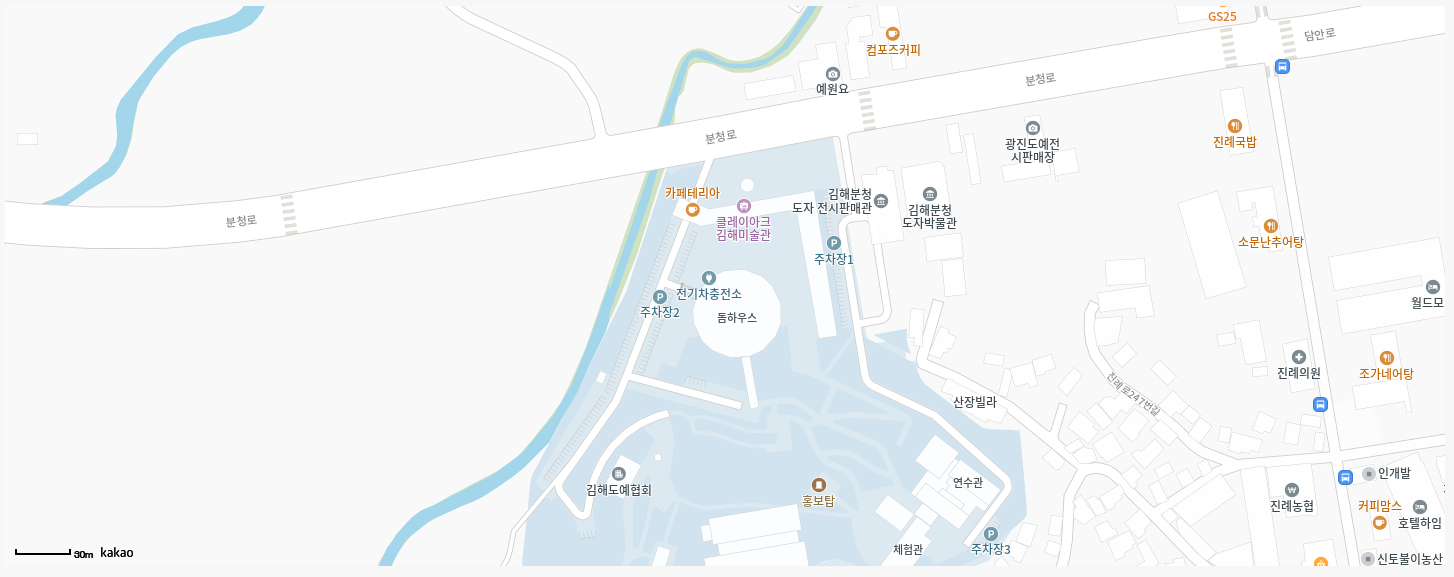 GS25
담안로
컴포즈커피
분청로
예원요
분청로
진례국밥
광진도예전
시판매장
카페테리아
김해분청
도자 전시판매관
김해분청
도자박물관
클레이아크
김해미술관
분청로
소문난추어탕
주차장1
전기차충전소
월드모
주차장2
돔하우스
진례의원
조가네어탕
진례로247번길
산장빌라
인개발
김해도예협회
연수관
홍보탑
진례농협
커피맘스
호텔하임
체험관
주차장3
신토불이농산
30m kakao